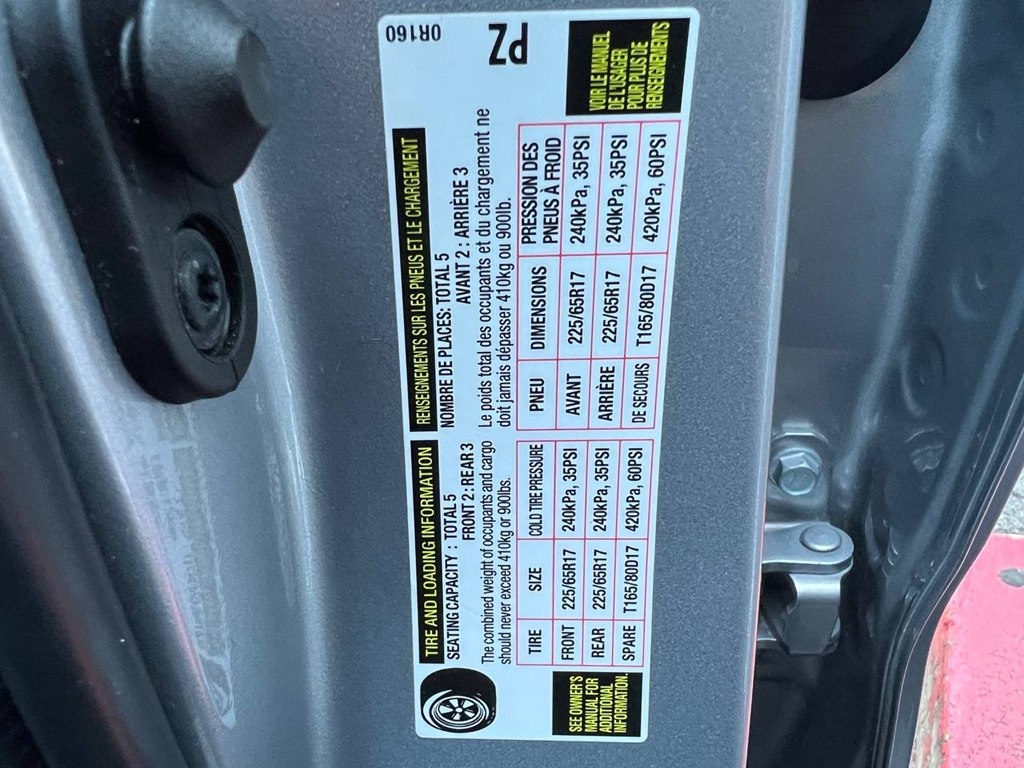 TIRE AND LOADING INFORMATION
SEATING CAPACITY : TOTAL 5
FRONT 2 : REAR 3
The combined weight of occupants and cargo
should never exceed 410kg or 900lbs.
TIRE SIZE COLD TIRE PRESSURE
FRONT 225/65R17 240kPa, 35PSI
REAR 225/65R17 240kPa, 35PSI
SPARE T165/80D17 420kPa, 60PSI
SEE OWNER'S
MANUAL FOR
ADDITIONAL
INFORMATION.
RENSEIGNEMENTS SUR LES PNEUS ET LE CHARGEMENT
NOMBRE DE PLACES: TOTAL 5
AVANT 2 : ARRIÈRE 3
Le poids total des occupants et du chargement ne
doit jamais dépasser 410kg ou 900lb.
PNEU DIMENSIONS PRESSION DES
PNEUS À FROID
AVANT 225/65R17 240kPa, 35PSI
ARRIÈRE 225/65R17 240kPa, 35PSI
DE SECOURS T165/80D17 420kPa, 60PSI
VOIR LE MANUEL
DE L'USAGER
POUR PLUS DE
RENSEIGNEMENTS
0R160
PZ